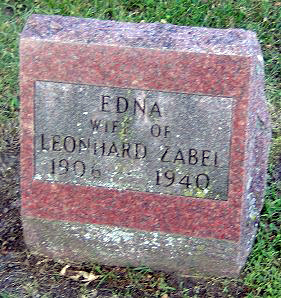 EDNA
WIFE OF
LEONHARD ZABEL
1906 1940